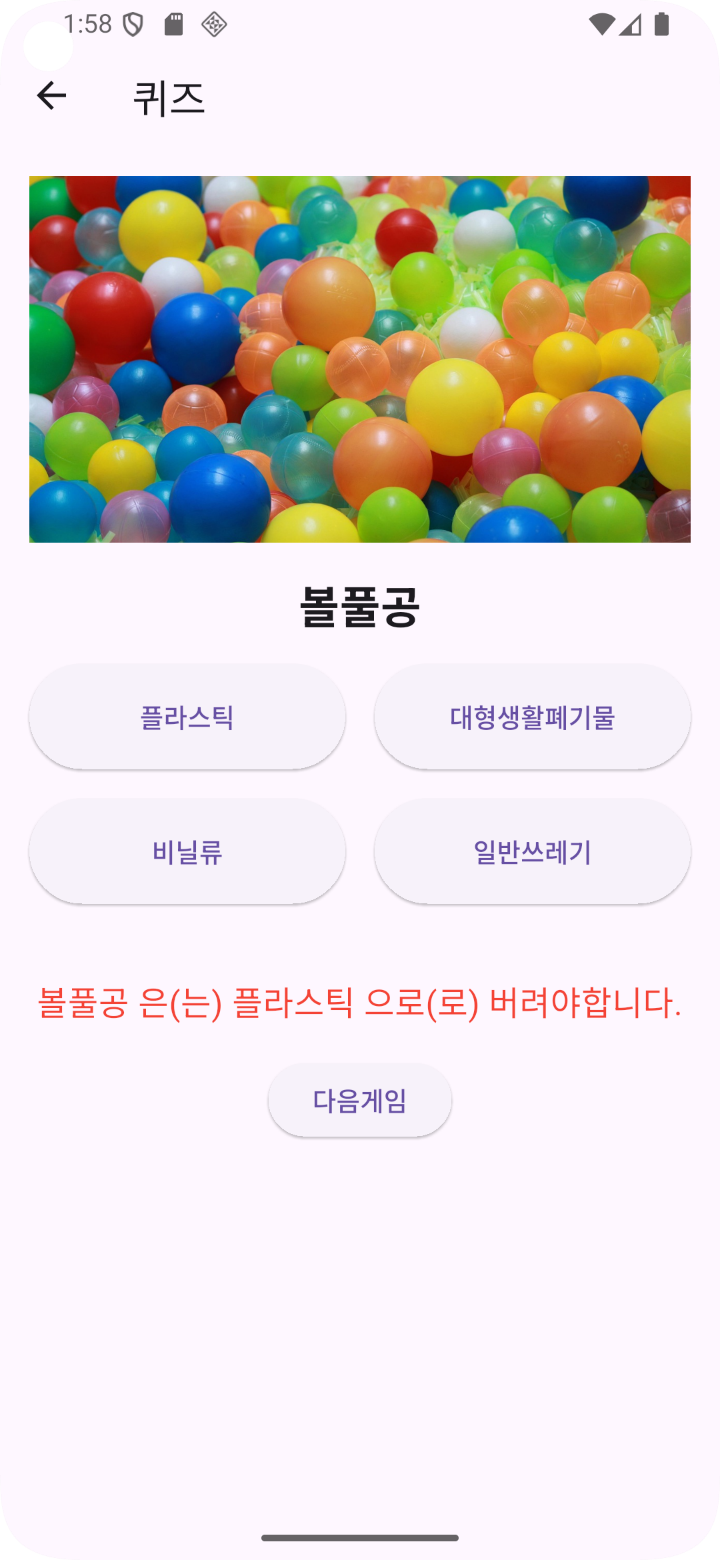 1:58
퀴즈
볼풀공
플라스틱 대형생활폐기물
비닐류 일반쓰레기
볼풀공 은(는) 플라스틱 으로(로) 버려야합니다.
다음게임